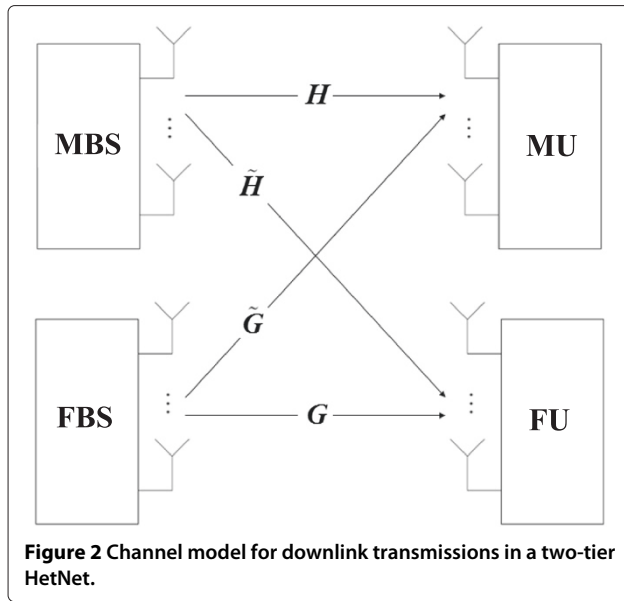 H
MBS
MU
H̃
G̃
FBS
G
FU
Figure 2 Channel model for downlink transmissions in a two-tier
HetNet.